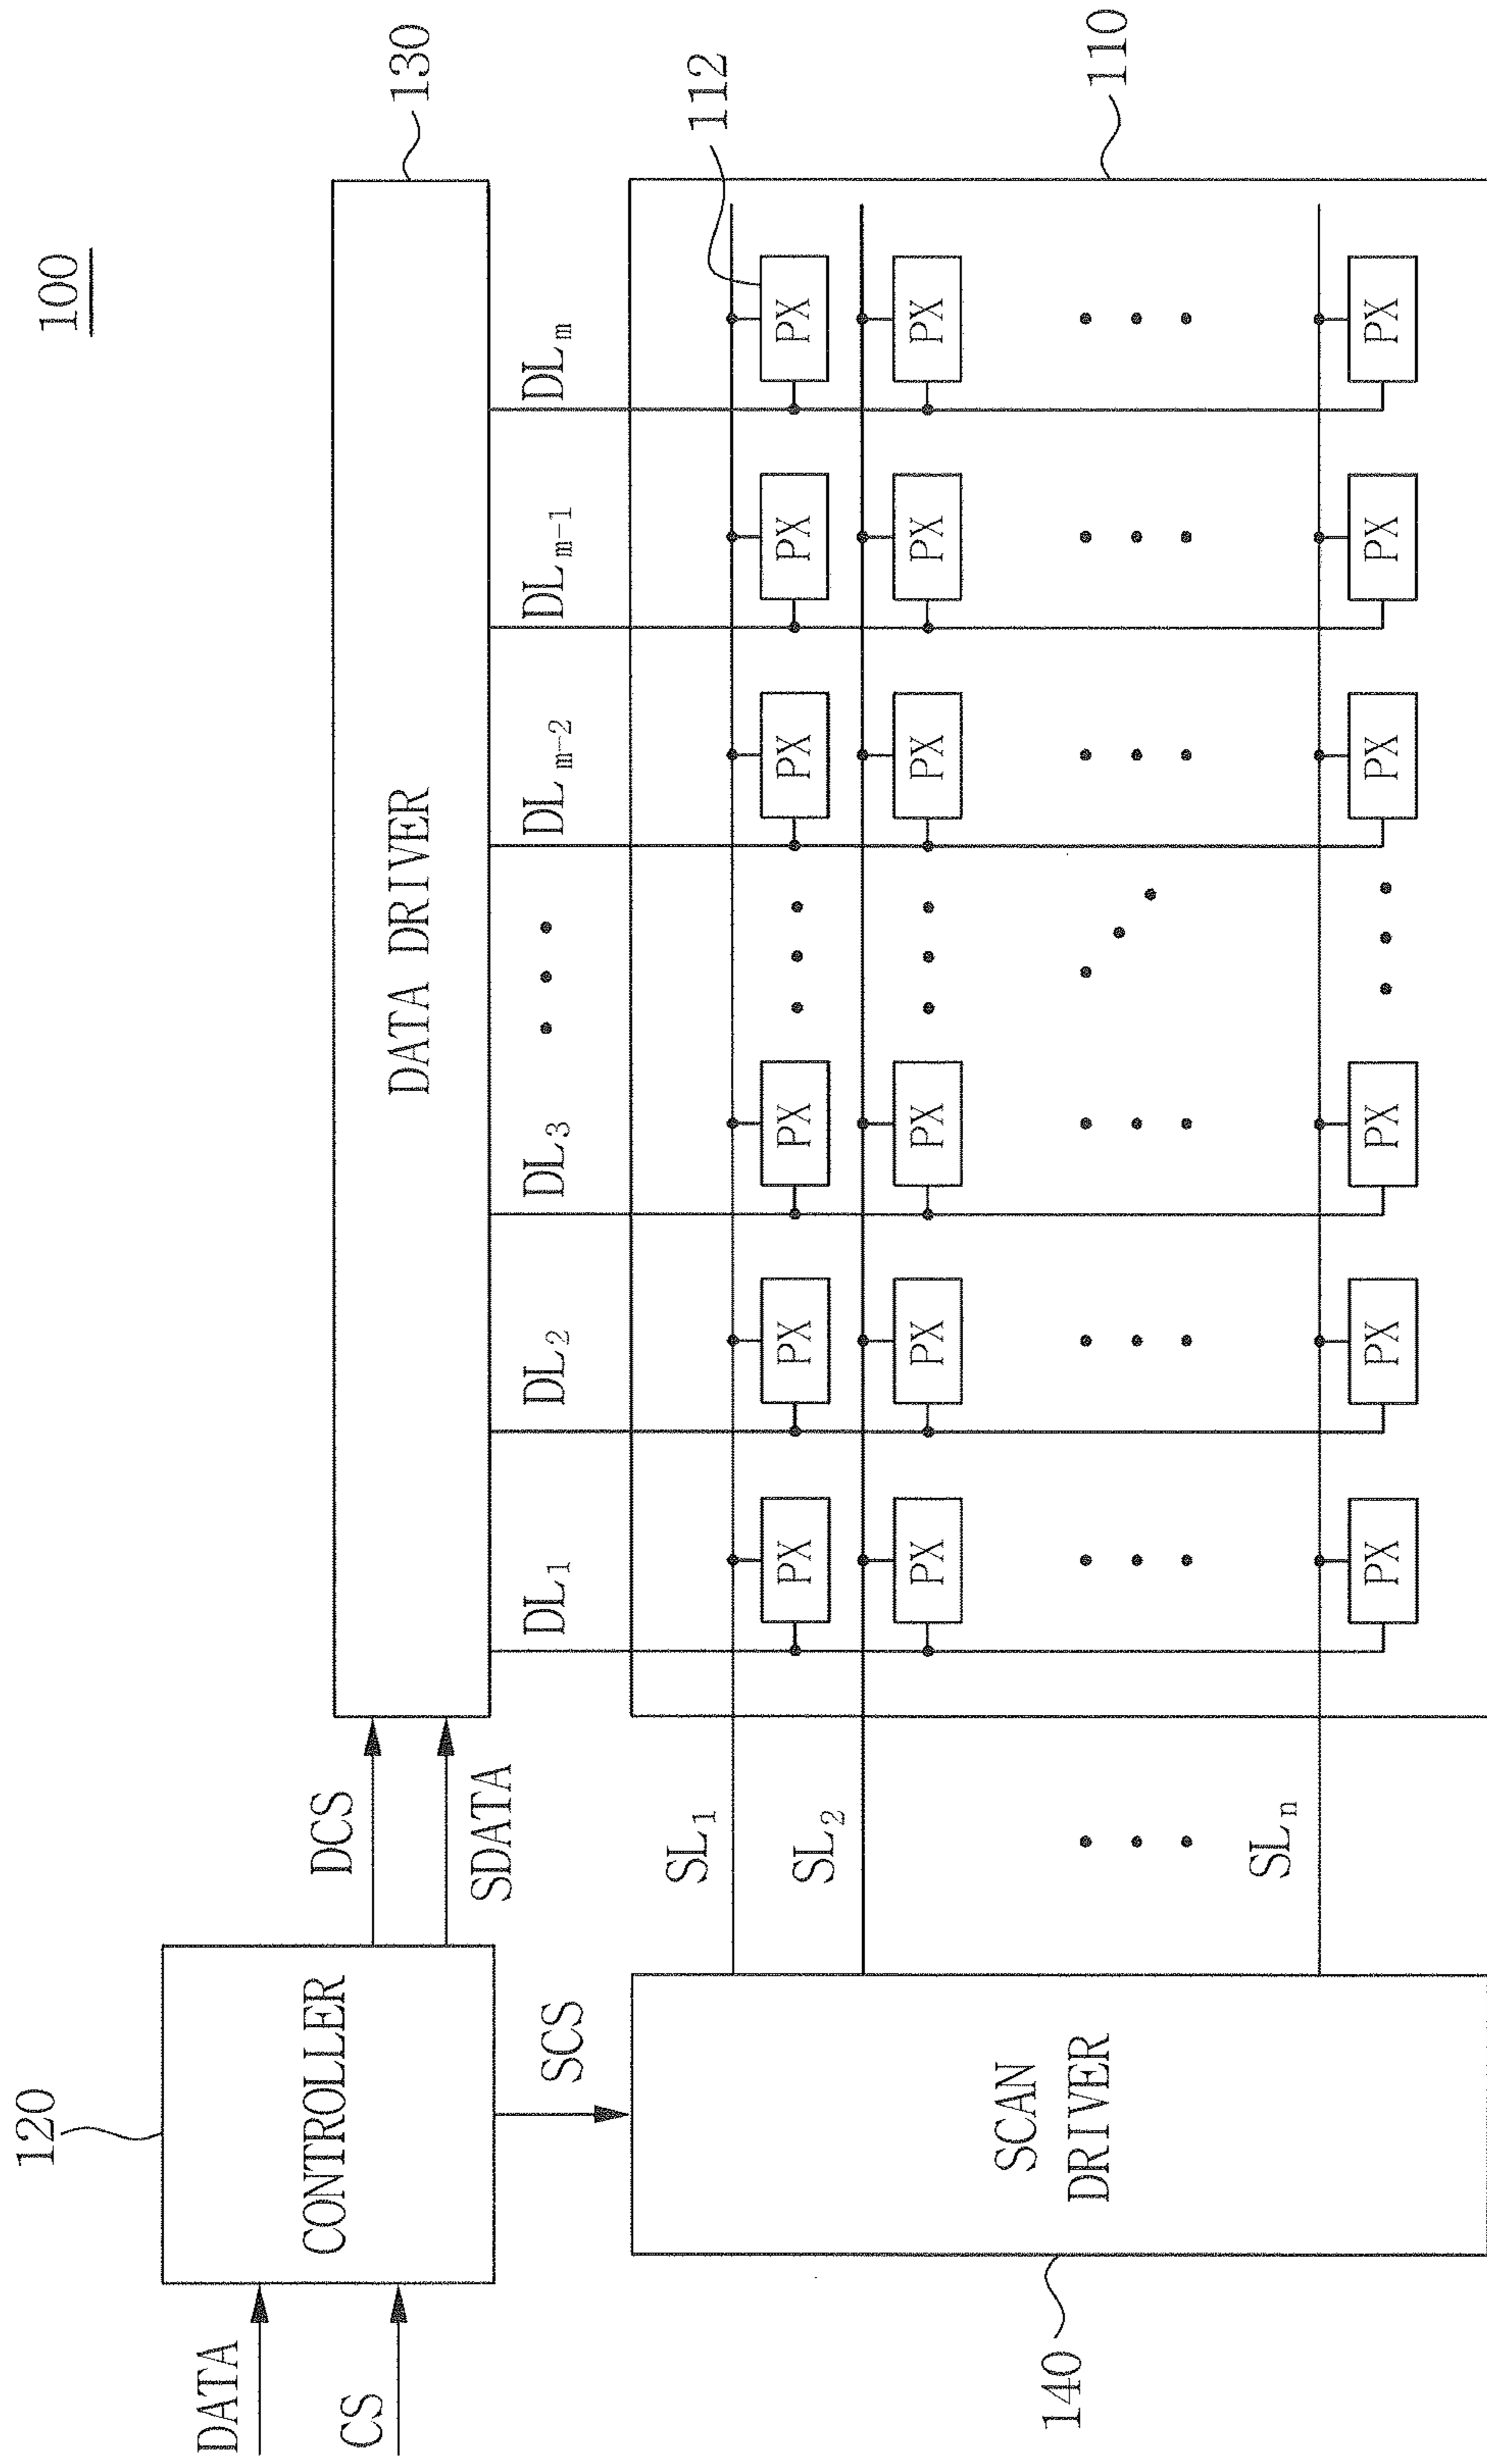 100
120
130
CONTROLLER
DATA
CS
DCS
SDATA
SCS
DATA DRIVER
DL1 DL2 DL3 DLm-2 DLm-1 DLm
112
SL1
PX PX PX PX PX PX
SL2
PX PX PX PX PX PX
SLn
PX PX PX PX PX PX
SCAN
DRIVER
140
110